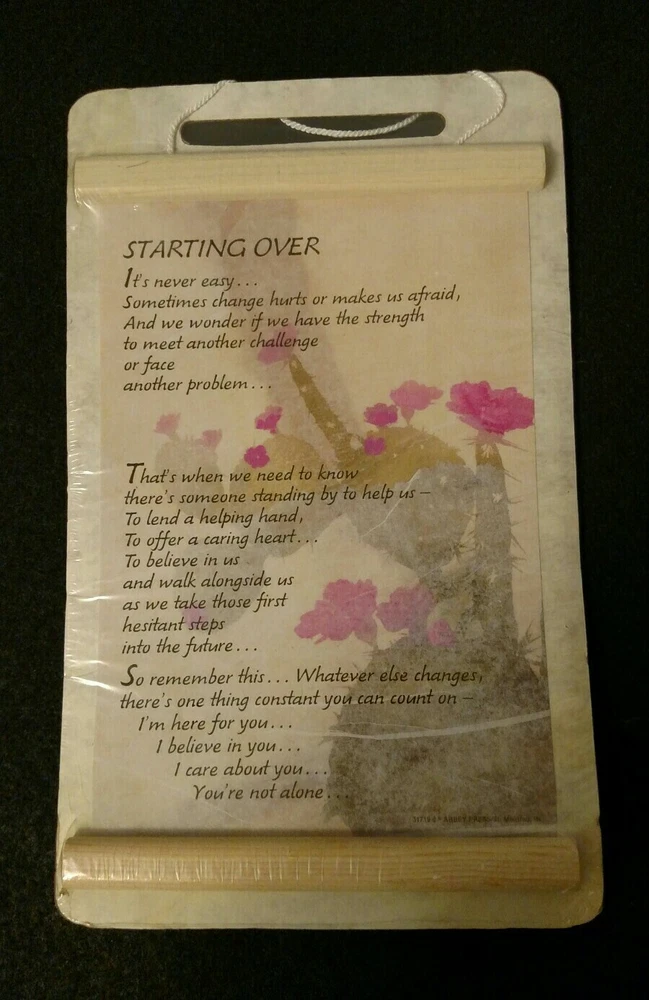 STARTING OVER
It's never easy...
Sometimes change hurts or makes us afraid,
And we wonder if we have the strength
to meet another challenge
or face
another problem...
That's when we need to know
there's someone standing by to help us –
To lend a helping hand,
To offer a caring heart...
To believe in us
and walk alongside us
as we take those first
hesitant steps
into the future...
So remember this... Whatever else changes,
there's one thing constant you can count on –
I'm here for you...
I believe in you...
I care about you...
You're not alone...